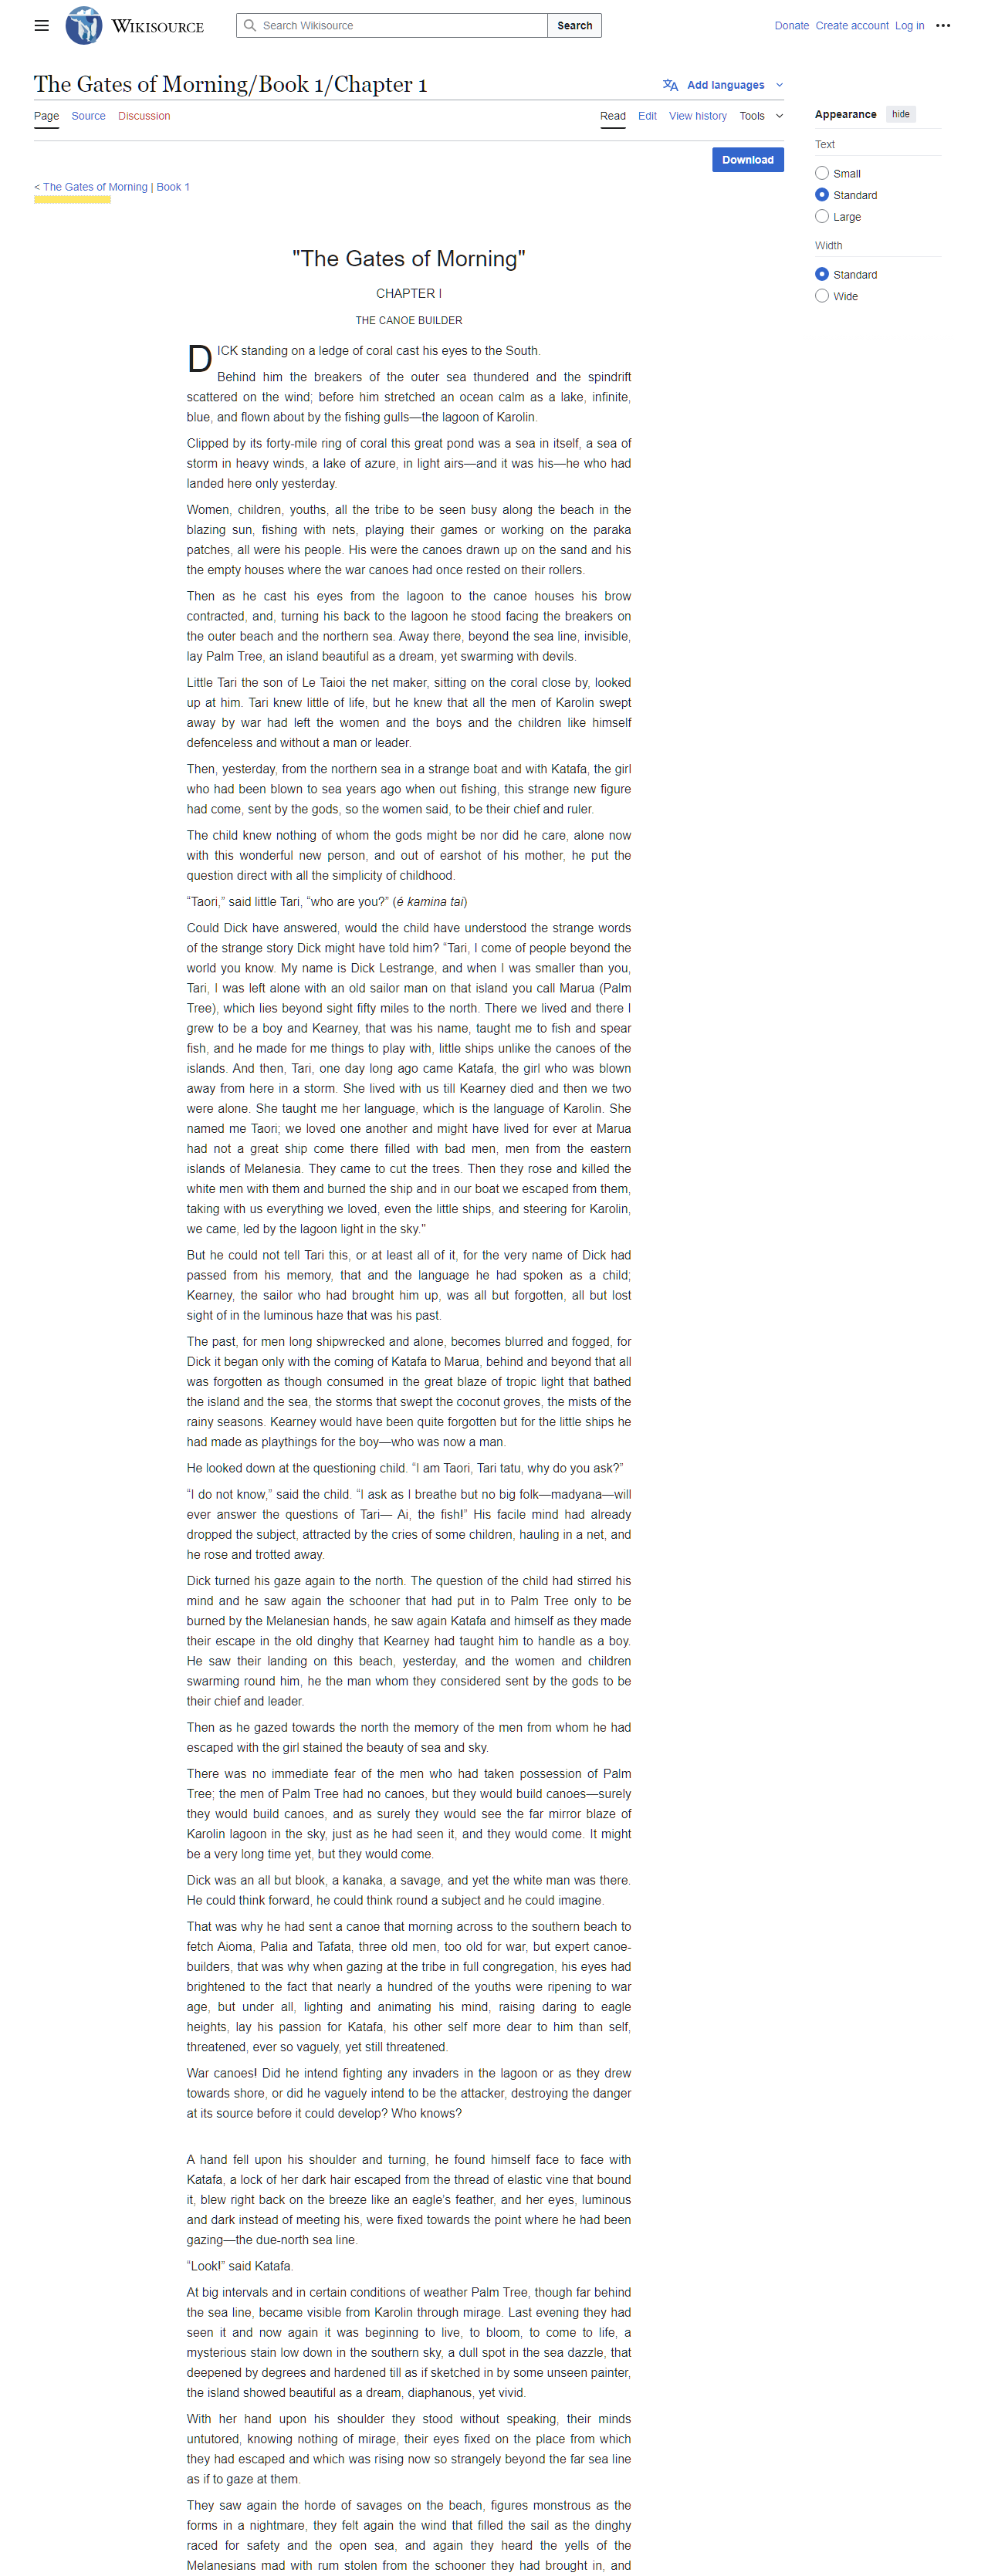 WIKISOURCE
Search Wikisource
Search
Donate Create account Log in
The Gates of Morning/Book 1/Chapter 1
Add languages
Page Source Discussion
Read Edit View history Tools
Download
< The Gates of Morning | Book 1
Appearance hide
Text
Small
Standard
Large
Width
Standard
Wide
"The Gates of Morning"
CHAPTER I
THE CANOE BUILDER
DICK standing on a ledge of coral cast his eyes to the South.
Behind him the breakers of the outer sea thundered and the spindrift
scattered on the wind; before him stretched an ocean calm as a lake, infinite,
blue, and flown about by the fishing gulls—the lagoon of Karolin.
Clipped by its forty-mile ring of coral this great pond was a sea in itself, a sea of
storm in heavy winds, a lake of azure, in light airs—and it was his—he who had
landed here only yesterday.
Women, children, youths, all the tribe to be seen busy along the beach in the
blazing sun, fishing with nets, playing their games or working on the paraka
patches, all were his people. His were the canoes drawn up on the sand and his
the empty houses where the war canoes had once rested on their rollers.
Then as he cast his eyes from the lagoon to the canoe houses his brow
contracted, and, turning his back to the lagoon he stood facing the breakers on
the outer beach and the northern sea. Away there, beyond the sea line, invisible,
lay Palm Tree, an island beautiful as a dream, yet swarming with devils.
Little Tari the son of Le Taioi the net maker, sitting on the coral close by, looked
up at him. Tari knew little of life, but he knew that all the men of Karolin swept
away by war had left the women and the boys and the children like himself
defenceless and without a man or leader.
Then, yesterday, from the northern sea in a strange boat and with Katafa, the girl
who had been blown to sea years ago when out fishing, this strange new figure
had come, sent by the gods, so the women said, to be their chief and ruler.
The child knew nothing of whom the gods might be nor did he care, alone now
with this wonderful new person, and out of earshot of his mother, he put the
question direct with all the simplicity of childhood.
“Taori,” said little Tari, “who are you?” (é kamina tai)
Could Dick have answered, would the child have understood the strange words
of the strange story Dick might have told him? “Tari, I come of people beyond the
world you know. My name is Dick Lestrange, and when I was smaller than you,
Tari, I was left alone with an old sailor man on that island you call Marua (Palm
Tree), which lies beyond sight fifty miles to the north. There we lived and there I
grew to be a boy and Kearney, that was his name, taught me to fish and spear
fish, and he made for me things to play with, little ships unlike the canoes of the
islands. And then, Tari, one day long ago came Katafa, the girl who was blown
away from here in a storm. She lived with us till Kearney died and then we two
were alone. She taught me her language, which is the language of Karolin. She
named me Taori; we loved one another and might have lived for ever at Marua
had not a great ship come there filled with bad men, men from the eastern
islands of Melanesia. They came to cut the trees. Then they rose and killed the
white men with them and burned the ship and in our boat we escaped from them,
taking with us everything we loved, even the little ships, and steering for Karolin,
we came, led by the lagoon light in the sky."
But he could not tell Tari this, or at least all of it, for the very name of Dick had
passed from his memory, that and the language he had spoken as a child;
Kearney, the sailor who had brought him up, was all but forgotten, all but lost
sight of in the luminous haze that was his past.
The past, for men long shipwrecked and alone, becomes blurred and fogged, for
Dick it began only with the coming of Katafa to Marua, behind and beyond that all
was forgotten as though consumed in the great blaze of tropic light that bathed
the island and the sea, the storms that swept the coconut groves, the mists of the
rainy seasons. Kearney would have been quite forgotten but for the little ships he
had made as playthings for the boy—who was now a man.
He looked down at the questioning child. “I am Taori, Tari tatu, why do you ask?”
“I do not know,” said the child. “I ask as I breathe but no big folk—madyana—will
ever answer the questions of Tari— Ai, the fish!” His facile mind had already
dropped the subject, attracted by the cries of some children, hauling in a net, and
he rose and trotted away.
Dick turned his gaze again to the north. The question of the child had stirred his
mind and he saw again the schooner that had put in to Palm Tree only to be
burned by the Melanesian hands, he saw again Katafa and himself as they made
their escape in the old dinghy that Kearney had taught him to handle as a boy.
He saw their landing on this beach, yesterday, and the women and children
swarming round him, he the man whom they considered sent by the gods to be
their chief and leader.
Then as he gazed towards the north the memory of the men from whom he had
escaped with the girl stained the beauty of sea and sky.
There was no immediate fear of the men who had taken possession of Palm
Tree; the men of Palm Tree had no canoes, but they would build canoes—surely
they would build canoes, and as surely they would see the far mirror blaze of
Karolin lagoon in the sky, just as he had seen it, and they would come. It might
be a very long time yet, but they would come.
Dick was an all but blook, a kanaka, a savage, and yet the white man was there.
He could think forward, he could think round a subject and he could imagine.
That was why he had sent a canoe that morning across to the southern beach to
fetch Aioma, Palia and Tafata, three old men, too old for war, but expert canoe-
builders, that was why when gazing at the tribe in full congregation, his eyes had
brightened to the fact that nearly a hundred of the youths were ripening to war
age, but under all, lighting and animating his mind, raising daring to eagle
heights, lay his passion for Katafa, his other self more dear to him than self,
threatened, ever so vaguely, yet still threatened.
War canoes! Did he intend fighting any invaders in the lagoon or as they drew
towards shore, or did he vaguely intend to be the attacker, destroying the danger
at its source before it could develop? Who knows?
A hand fell upon his shoulder and turning, he found himself face to face with
Katafa, a lock of her dark hair escaped from the thread of elastic vine that bound
it, blew right back on the breeze like an eagle’s feather, and her eyes, luminous
and dark instead of meeting his, were fixed towards the point where he had been
gazing—the due-north sea line.
“Look!” said Katafa.
At big intervals and in certain conditions of weather Palm Tree, though far behind
the sea line, became visible from Karolin through mirage. Last evening they had
seen it and now again it was beginning to live, to bloom, to come to life, a
mysterious stain low down in the southern sky, a dull spot in the sea dazzle, that
deepened by degrees and hardened till as if sketched in by some unseen painter,
the island showed beautiful as a dream, diaphanous, yet vivid.
With her hand upon his shoulder they stood without speaking, their minds
untutored, knowing nothing of mirage, their eyes fixed on the place from which
they had escaped and which was rising now so strangely beyond the far sea line
as if to gaze at them.
They saw again the horde of savages on the beach, figures monstrous as the
forms in a nightmare, they felt again the wind that filled the sail as the dinghy
raced for safety and the open sea, and again they heard the yells of the
Melanesians mad with rum stolen from the schooner they had brought in, and